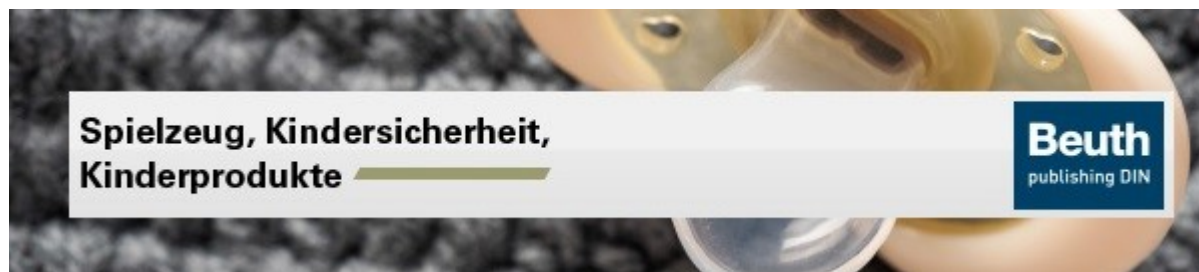 Spielzeug, Kindersicherheit,
Kinderprodukte
Beuth
publishing DIN